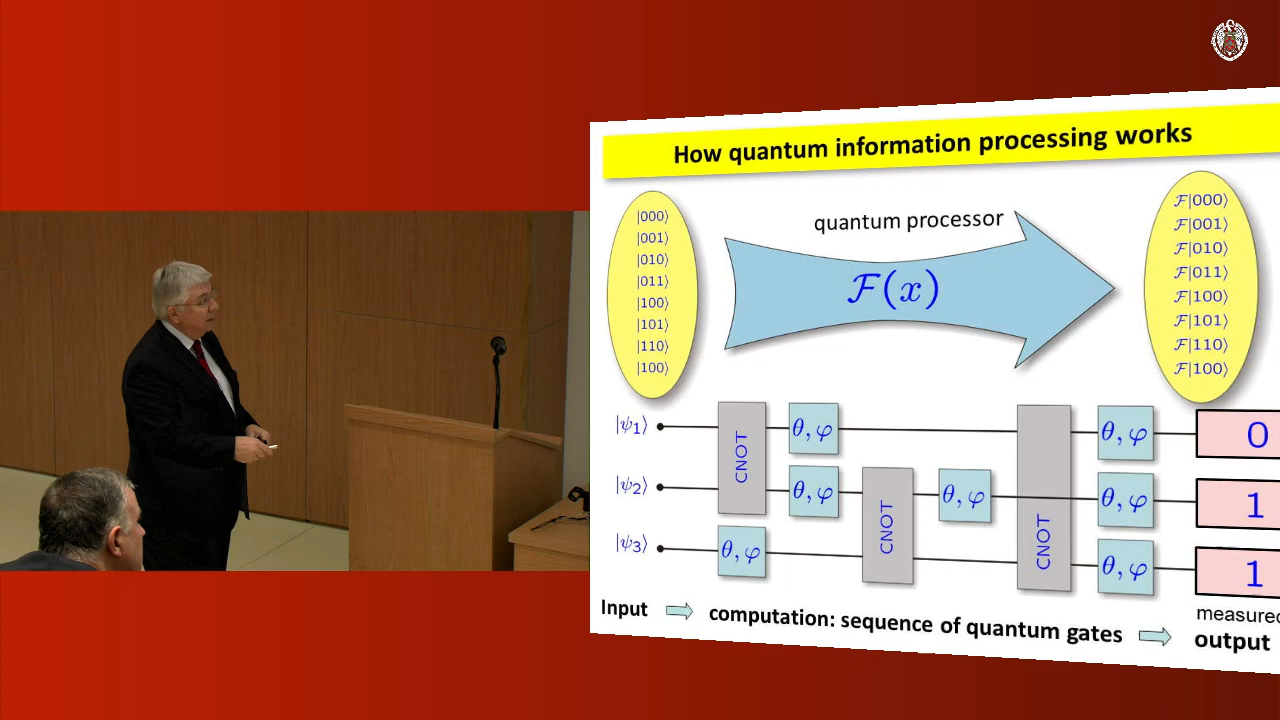 How quantum information processing works
|000⟩
|001⟩
|010⟩
|011⟩
|100⟩
|101⟩
|110⟩
|100⟩
quantum processor
ℱ(x)
ℱ|000⟩
ℱ|001⟩
ℱ|010⟩
ℱ|011⟩
ℱ|100⟩
ℱ|101⟩
ℱ|110⟩
ℱ|100⟩
|ψ₁⟩ CNOT θ, φ CNOT θ, φ 0
|ψ₂⟩ θ, φ CNOT θ, φ θ, φ 1
|ψ₃⟩ θ, φ θ, φ 1
Input computation: sequence of quantum gates measured
output